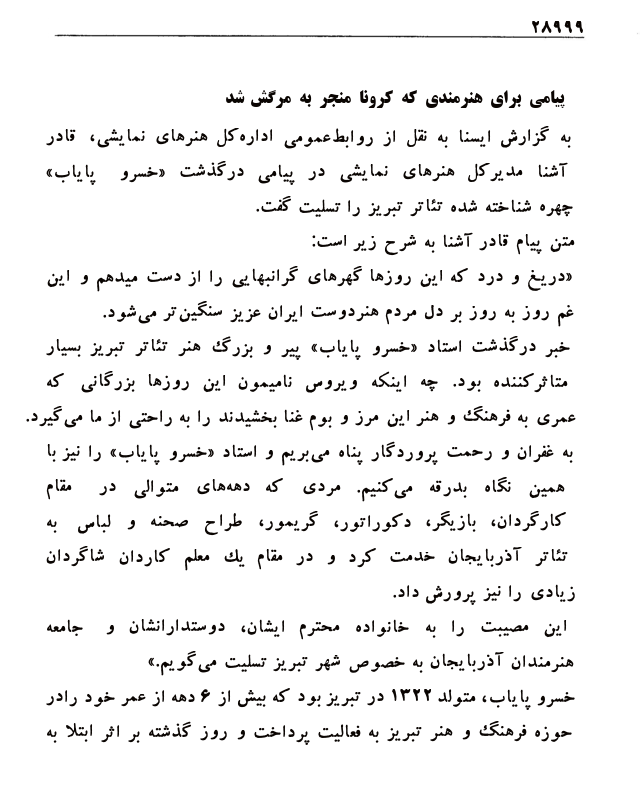 ۲۸۹۹۹
پیامی برای هنرمندی که کرونا منجر به مرگش شد
به گزارش ایسنا به نقل از روابط‌عمومی اداره‌کل هنرهای نمایشی، قادر
آشنا مدیرکل هنرهای نمایشی در پیامی درگذشت «خسرو پایاب»
چهره شناخته شده تئاتر تبریز را تسلیت گفت.
متن پیام قادر آشنا به شرح زیر است:
«دریغ و درد که این روزها گهرهای گرانبهایی را از دست میدهم و این
غم روز به روز بر دل مردم هنردوست ایران عزیز سنگین‌تر می‌شود.
خبر درگذشت استاد «خسرو پایاب» پیر و بزرگ هنر تئاتر تبریز بسیار
متاثرکننده بود. چه اینکه ویروس نامیمون این روزها بزرگانی که
عمری به فرهنگ و هنر این مرز و بوم غنا بخشیدند را به راحتی از ما می‌گیرد.
به غفران و رحمت پروردگار پناه می‌بریم و استاد «خسرو پایاب» را نیز با
همین نگاه بدرقه می‌کنیم. مردی که دهه‌های متوالی در مقام
کارگردان، بازیگر، دکوراتور، گریمور، طراح صحنه و لباس به
تئاتر آذربایجان خدمت کرد و در مقام یك معلم کاردان شاگردان
زیادی را نیز پرورش داد.
این مصیبت را به خانواده محترم ایشان، دوستدارانشان و جامعه
هنرمندان آذربایجان به خصوص شهر تبریز تسلیت می‌گویم.»
خسرو پایاب، متولد ۱۳۲۲ در تبریز بود که بیش از ۶ دهه از عمر خود رادر
حوزه فرهنگ و هنر تبریز به فعالیت پرداخت و روز گذشته بر اثر ابتلا به